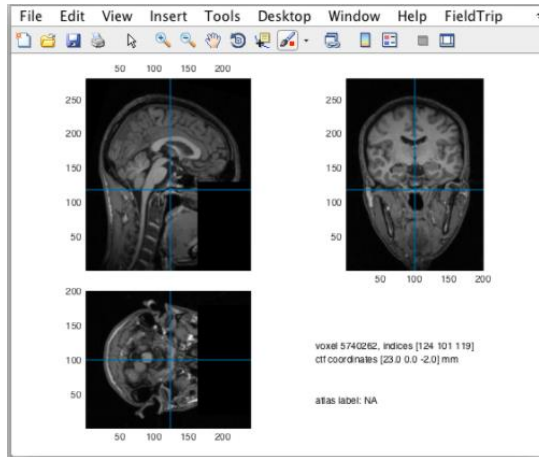 File Edit View Insert Tools Desktop Window Help FieldTrip
50 100 150 200
250
200
150
100
50
250
200
150
100
50
50 100 150 200
200
150
100
50
50 100 150 200
voxel 5740262, indices [124 101 119]
ctf coordinates [23.0 0.0 -2.0] mm
atlas label: NA